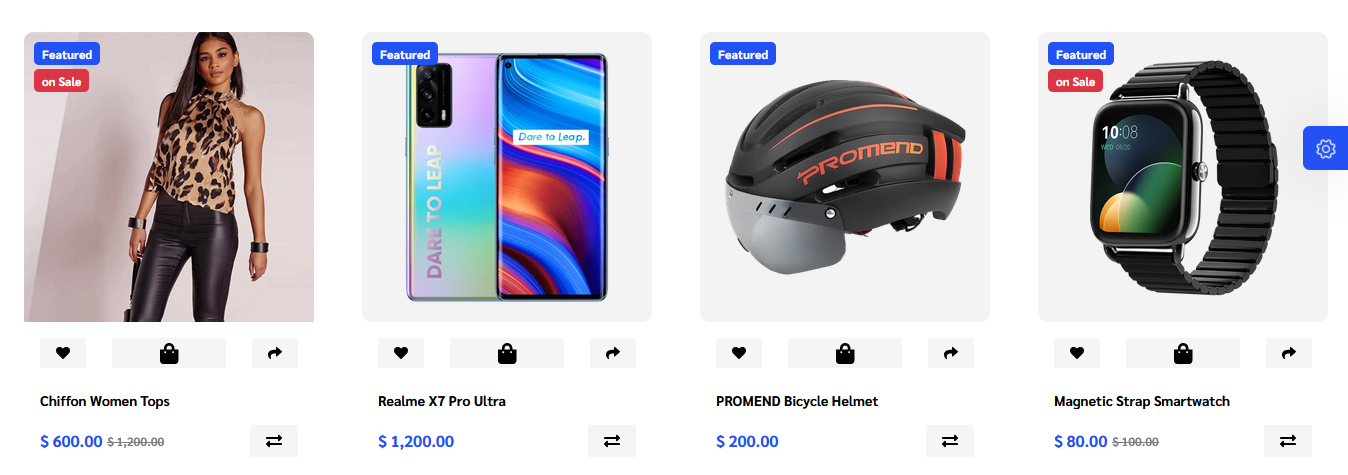 Featured
on Sale
Chiffon Women Tops
$ 600.00 $ 1,200.00
Featured
DARE TO LEAP
Dare to Leap.
Realme X7 Pro Ultra
$ 1,200.00
Featured
PROMEND
PROMEND Bicycle Helmet
$ 200.00
Featured
on Sale
10:08
WED 05/20
Magnetic Strap Smartwatch
$ 80.00 $ 100.00